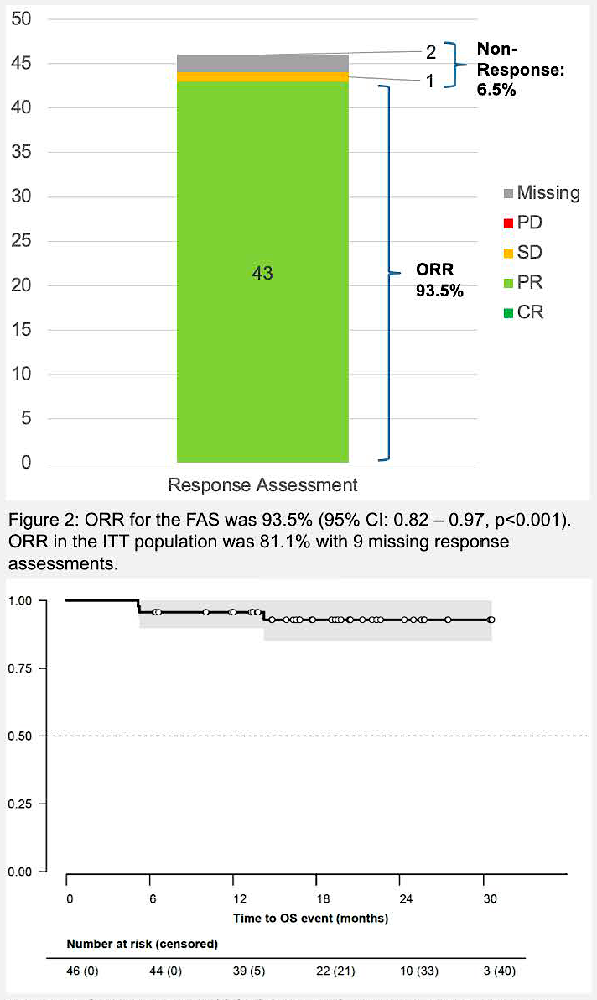 50
45
40
35
30
25
20
15
10
5
0
2
1
Non-
Response:
6.5%
43
ORR
93.5%
Missing
PD
SD
PR
CR
Response Assessment
Figure 2: ORR for the FAS was 93.5% (95% CI: 0.82 – 0.97, p<0.001).
ORR in the ITT population was 81.1% with 9 missing response
assessments.
1.00
0.75
0.50
0.25
0.00
0 6 12 18 24 30
Time to OS event (months)
Number at risk (censored)
46 (0) 44 (0) 39 (5) 22 (21) 10 (33) 3 (40)